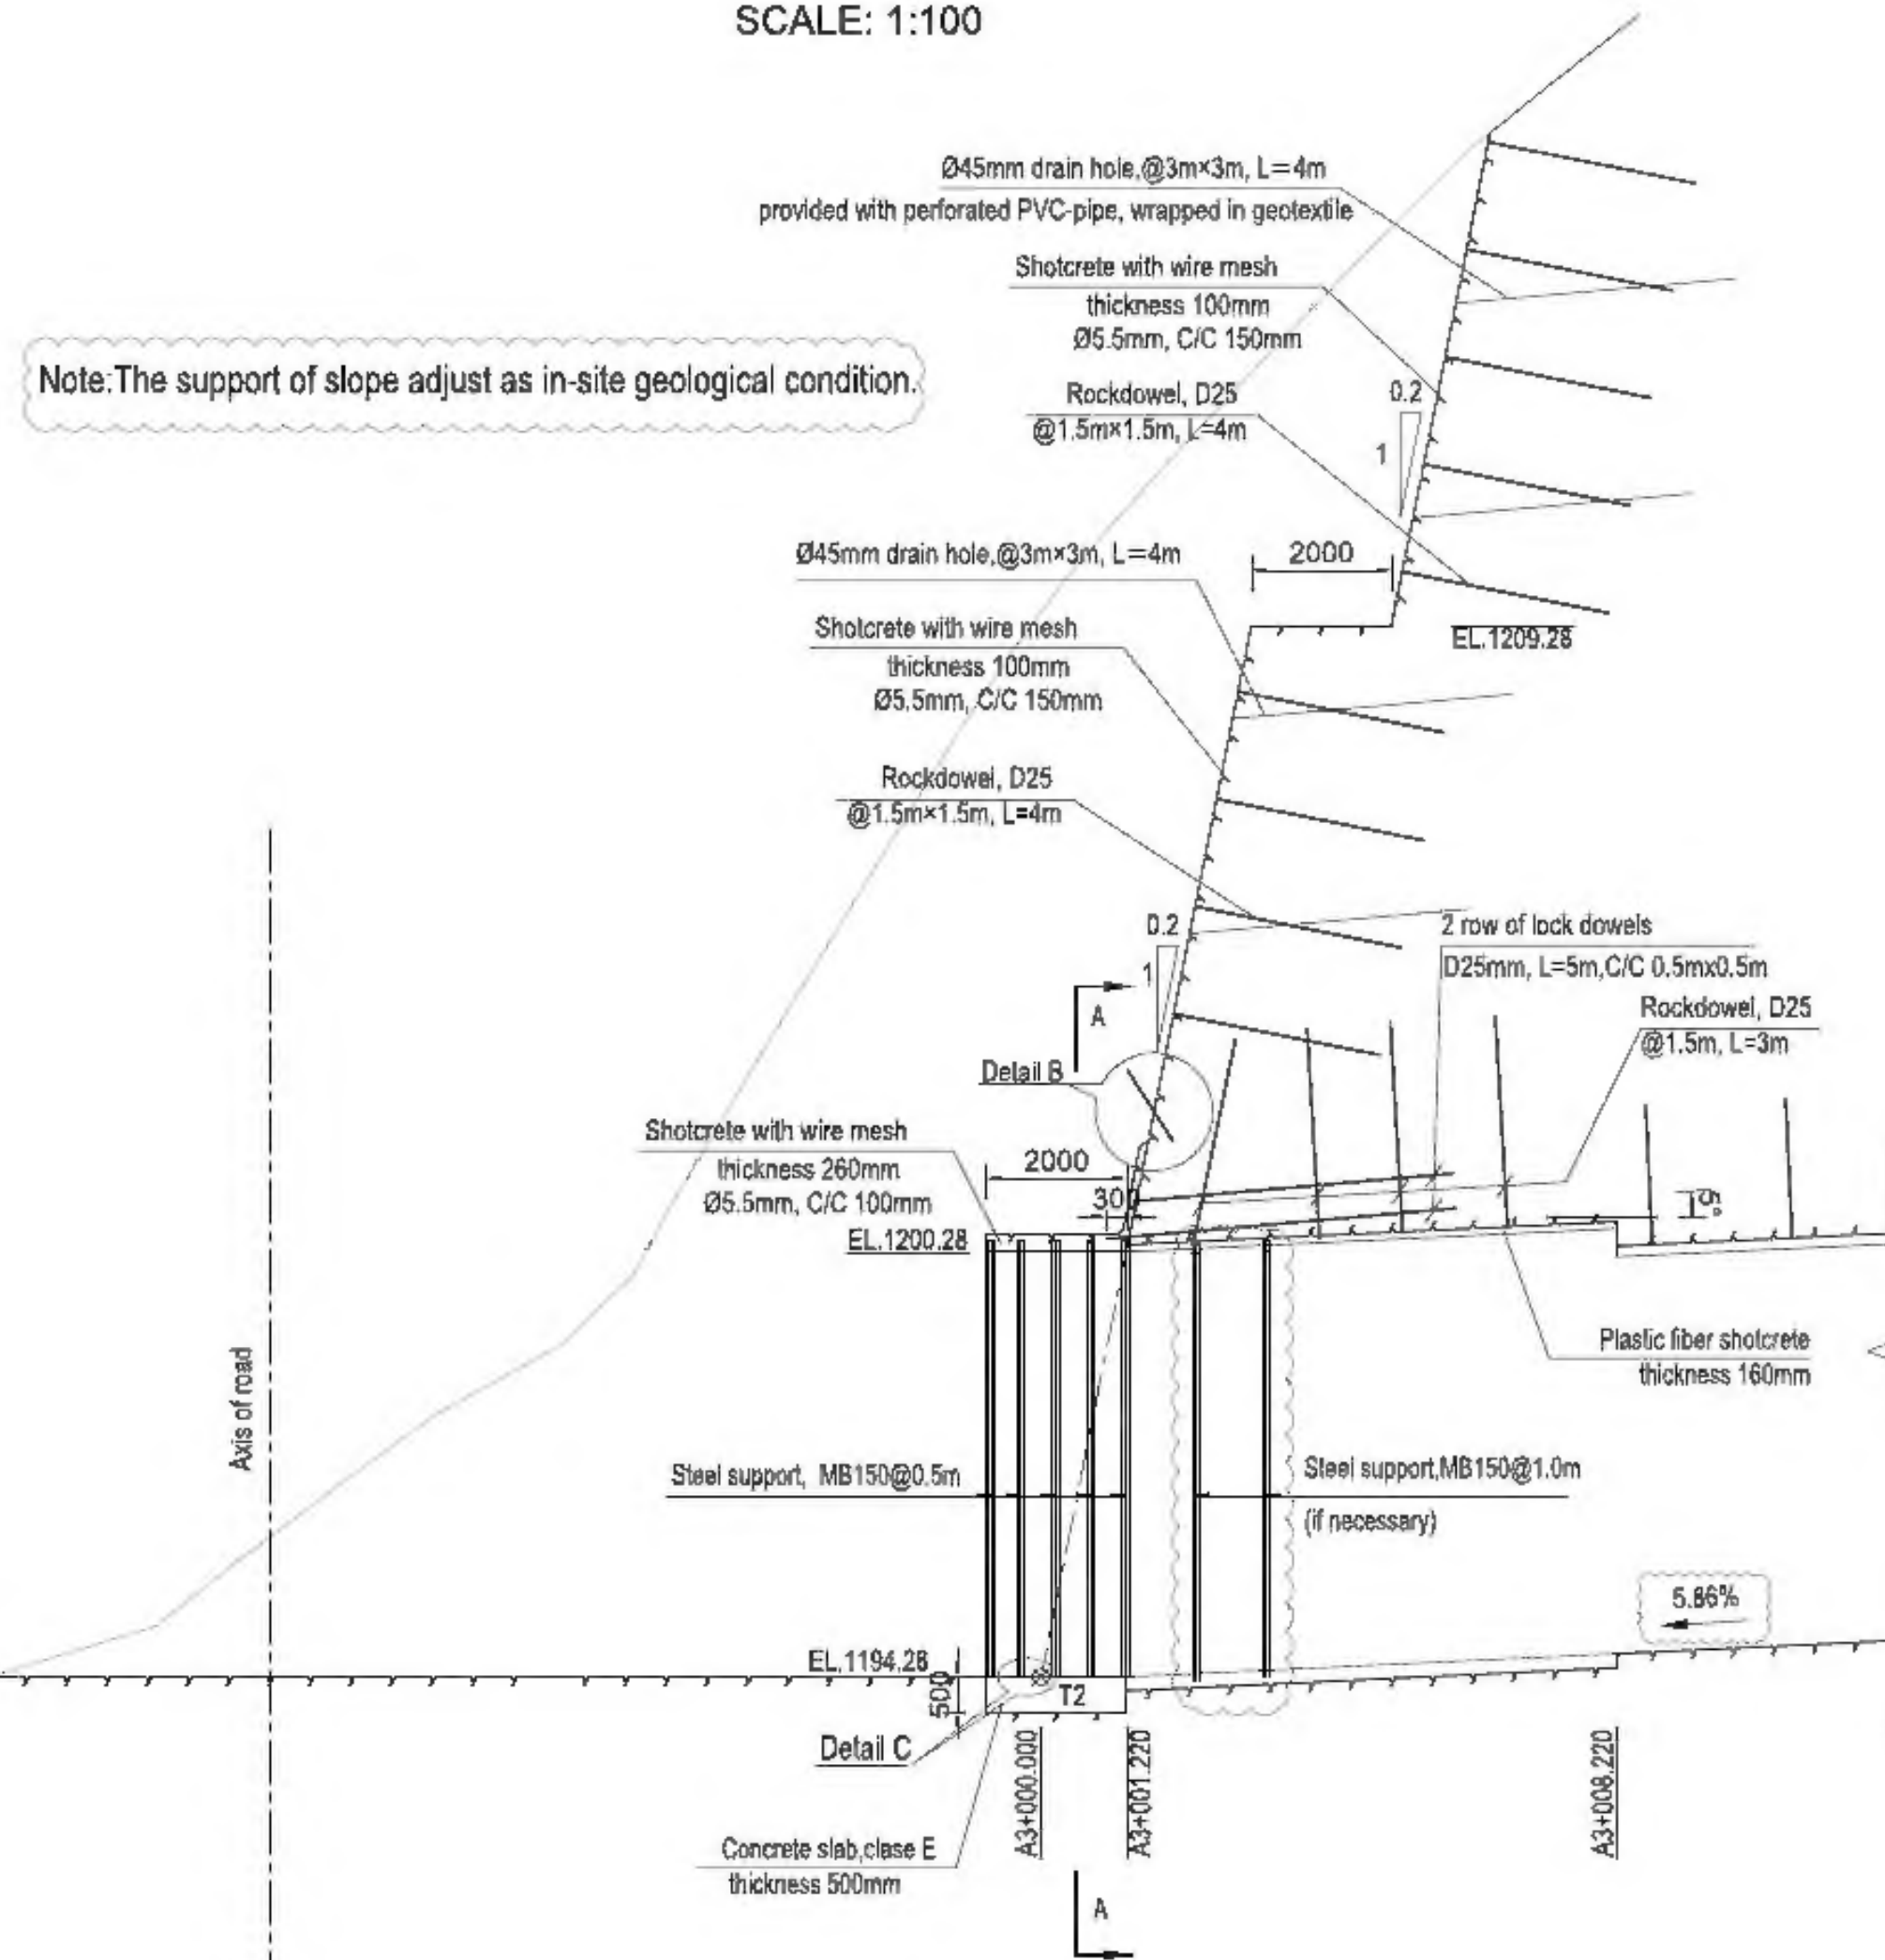 SCALE: 1:100
Ø45mm drain hole,@3m×3m, L=4m
provided with perforated PVC-pipe, wrapped in geotextile
Shotcrete with wire mesh
thickness 100mm
Ø5.5mm, C/C 150mm
Note:The support of slope adjust as in-site geological condition.
Rockdowel, D25
@1.5m×1.5m, L=4m
0.2
1
Ø45mm drain hole,@3m×3m, L=4m
2000
Shotcrete with wire mesh
thickness 100mm
Ø5.5mm, C/C 150mm
EL.1209.28
Rockdowel, D25
@1.5m×1.5m, L=4m
0.2
1
2 row of lock dowels
D25mm, L=5m,C/C 0.5mx0.5m
A
Rockdowel, D25
@1.5m, L=3m
Detail B
Shotcrete with wire mesh
thickness 260mm
Ø5.5mm, C/C 100mm
2000
300
5°
EL.1200.28
Plastic fiber shotcrete
thickness 160mm
Axis of road
Steel support, MB150@0.5m
Steel support,MB150@1.0m
(if necessary)
5.86%
EL.1194.28
500
T2
Detail C
A3+000.000
A3+001.220
A3+008.220
Concrete slab,clase E
thickness 500mm
A